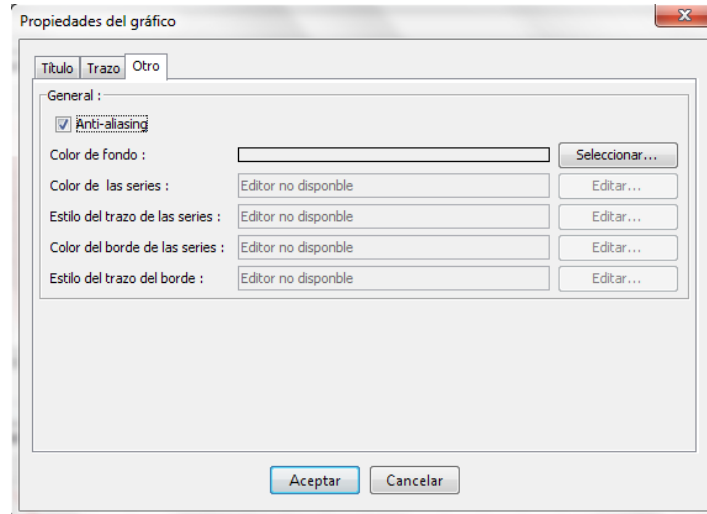 Propiedades del gráfico
Título Trazo Otro
General :
Anti-aliasing
Color de fondo : Seleccionar...
Color de las series : Editor no disponble Editar...
Estilo del trazo de las series : Editor no disponble Editar...
Color del borde de las series : Editor no disponble Editar...
Estilo del trazo del borde : Editor no disponble Editar...
Aceptar Cancelar